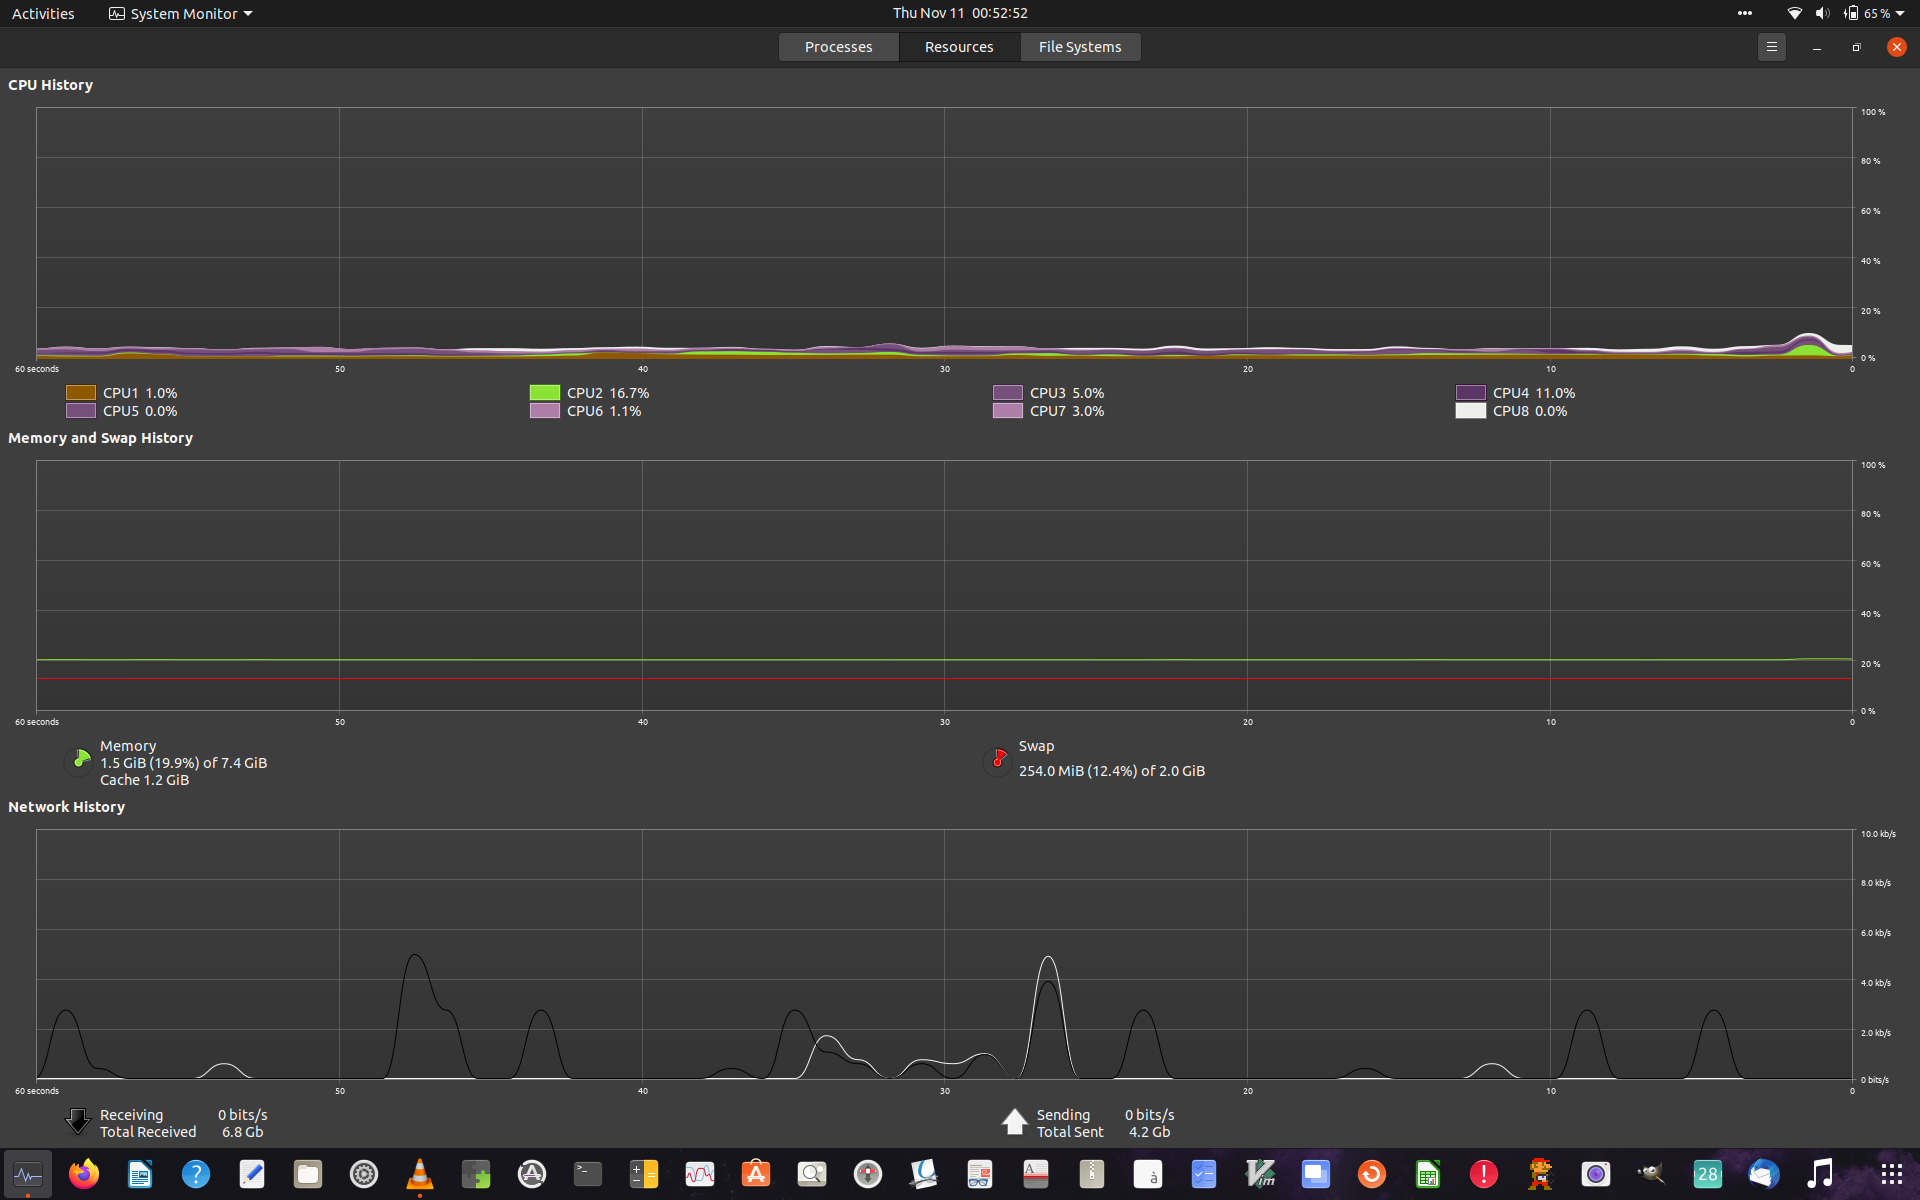 Activities System Monitor Thu Nov 11 00:52:52 65 %
Processes Resources File Systems
CPU History
100 %
80 %
60 %
40 %
20 %
0 %
60 seconds 50 40 30 20 10 0
CPU1 1.0% CPU2 16.7% CPU3 5.0% CPU4 11.0%
CPU5 0.0% CPU6 1.1% CPU7 3.0% CPU8 0.0%
Memory and Swap History
100 %
80 %
60 %
40 %
20 %
0 %
60 seconds 50 40 30 20 10 0
Memory
1.5 GiB (19.9%) of 7.4 GiB
Cache 1.2 GiB
Swap
254.0 MiB (12.4%) of 2.0 GiB
Network History
10.0 kb/s
8.0 kb/s
6.0 kb/s
4.0 kb/s
2.0 kb/s
0 bits/s
60 seconds 50 40 30 20 10 0
Receiving 0 bits/s
Total Received 6.8 Gb
Sending 0 bits/s
Total Sent 4.2 Gb
? >_ A à Vim ! 28